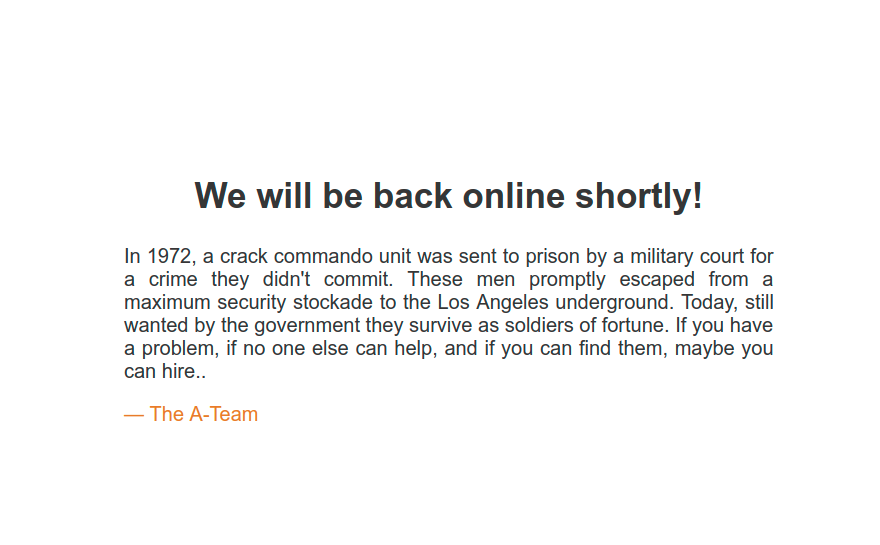 We will be back online shortly!
In 1972, a crack commando unit was sent to prison by a military court for
a crime they didn't commit. These men promptly escaped from a
maximum security stockade to the Los Angeles underground. Today, still
wanted by the government they survive as soldiers of fortune. If you have
a problem, if no one else can help, and if you can find them, maybe you
can hire..
— The A-Team